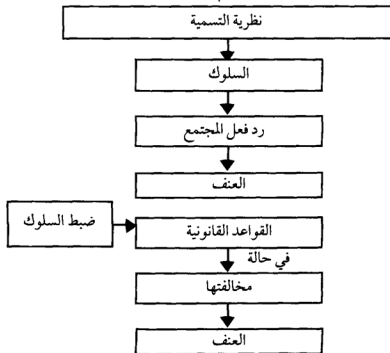 نظرية التسمية
السلوك
رد فعل المجتمع
العنف
ضبط السلوك
القواعد القانونية
في حالة
مخالفتها
العنف